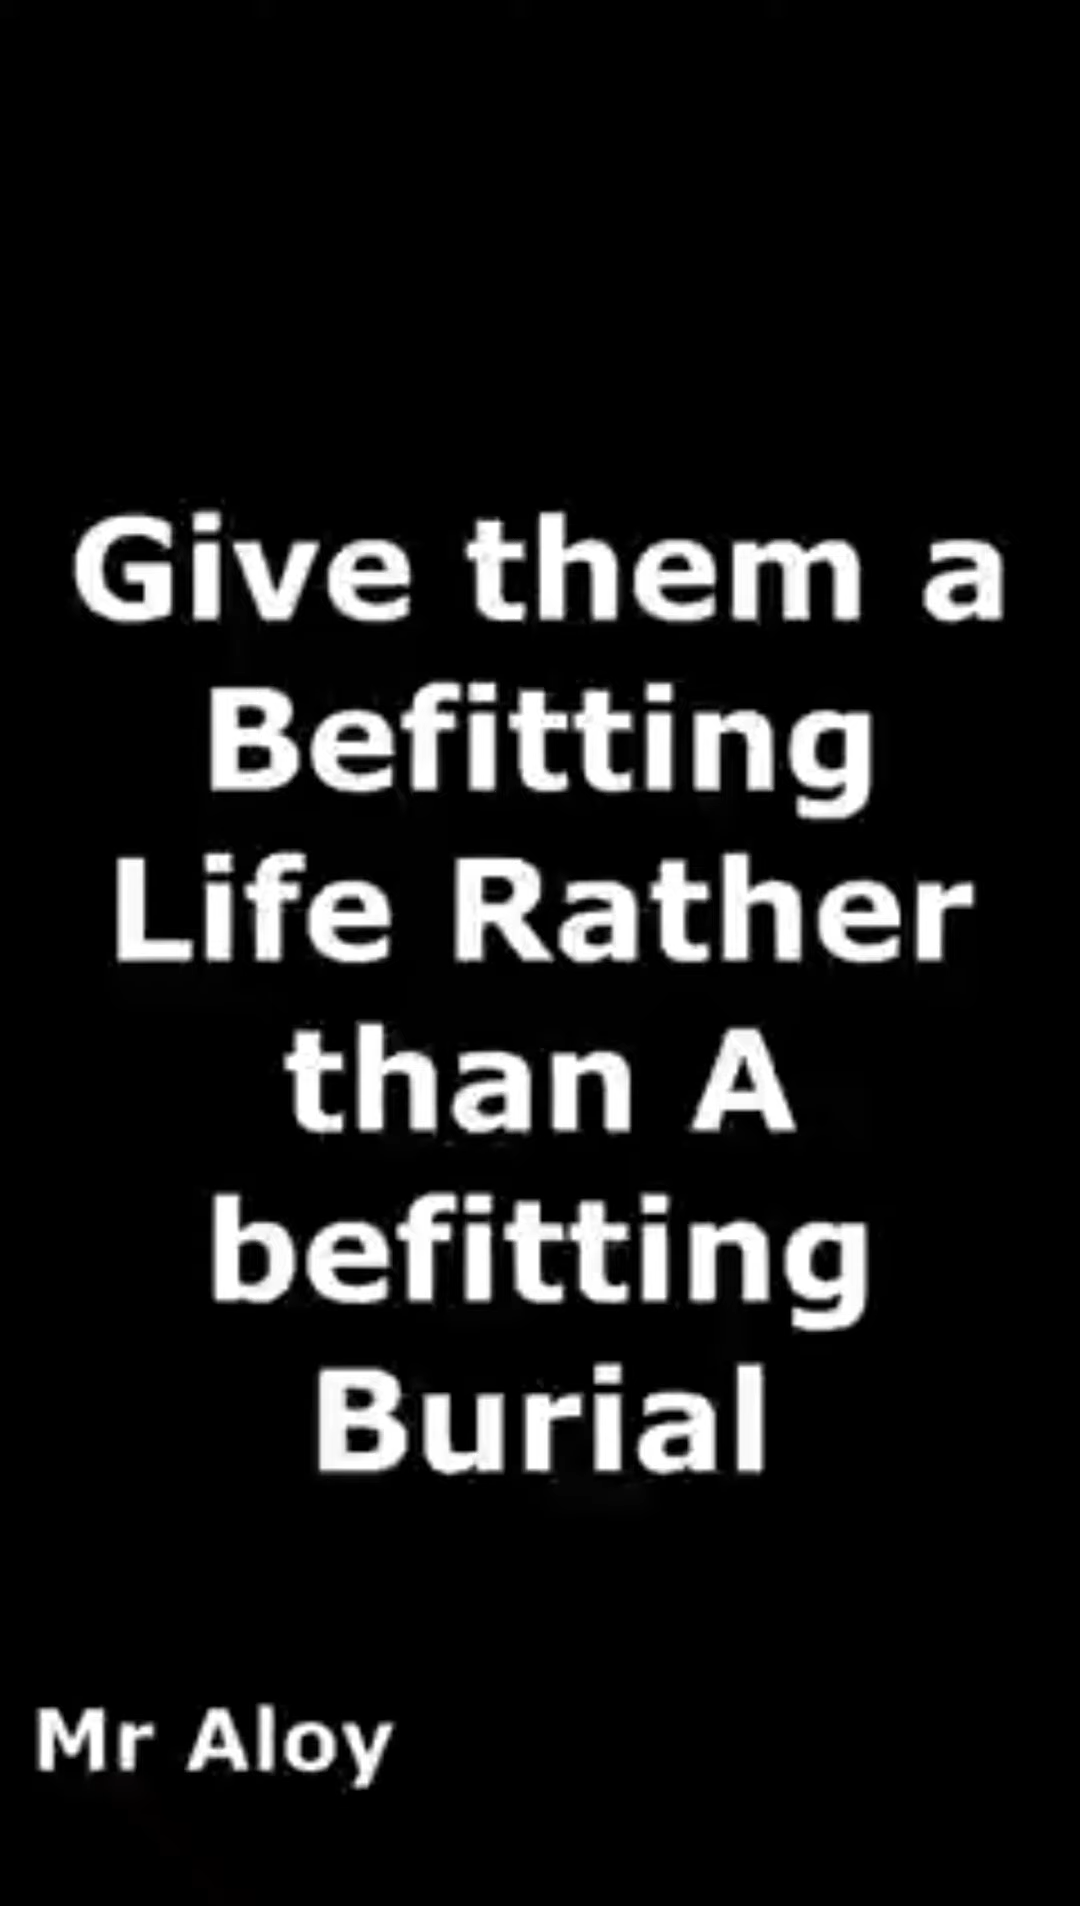 Give them a
Befitting
Life Rather
than A
befitting
Burial
Mr Aloy